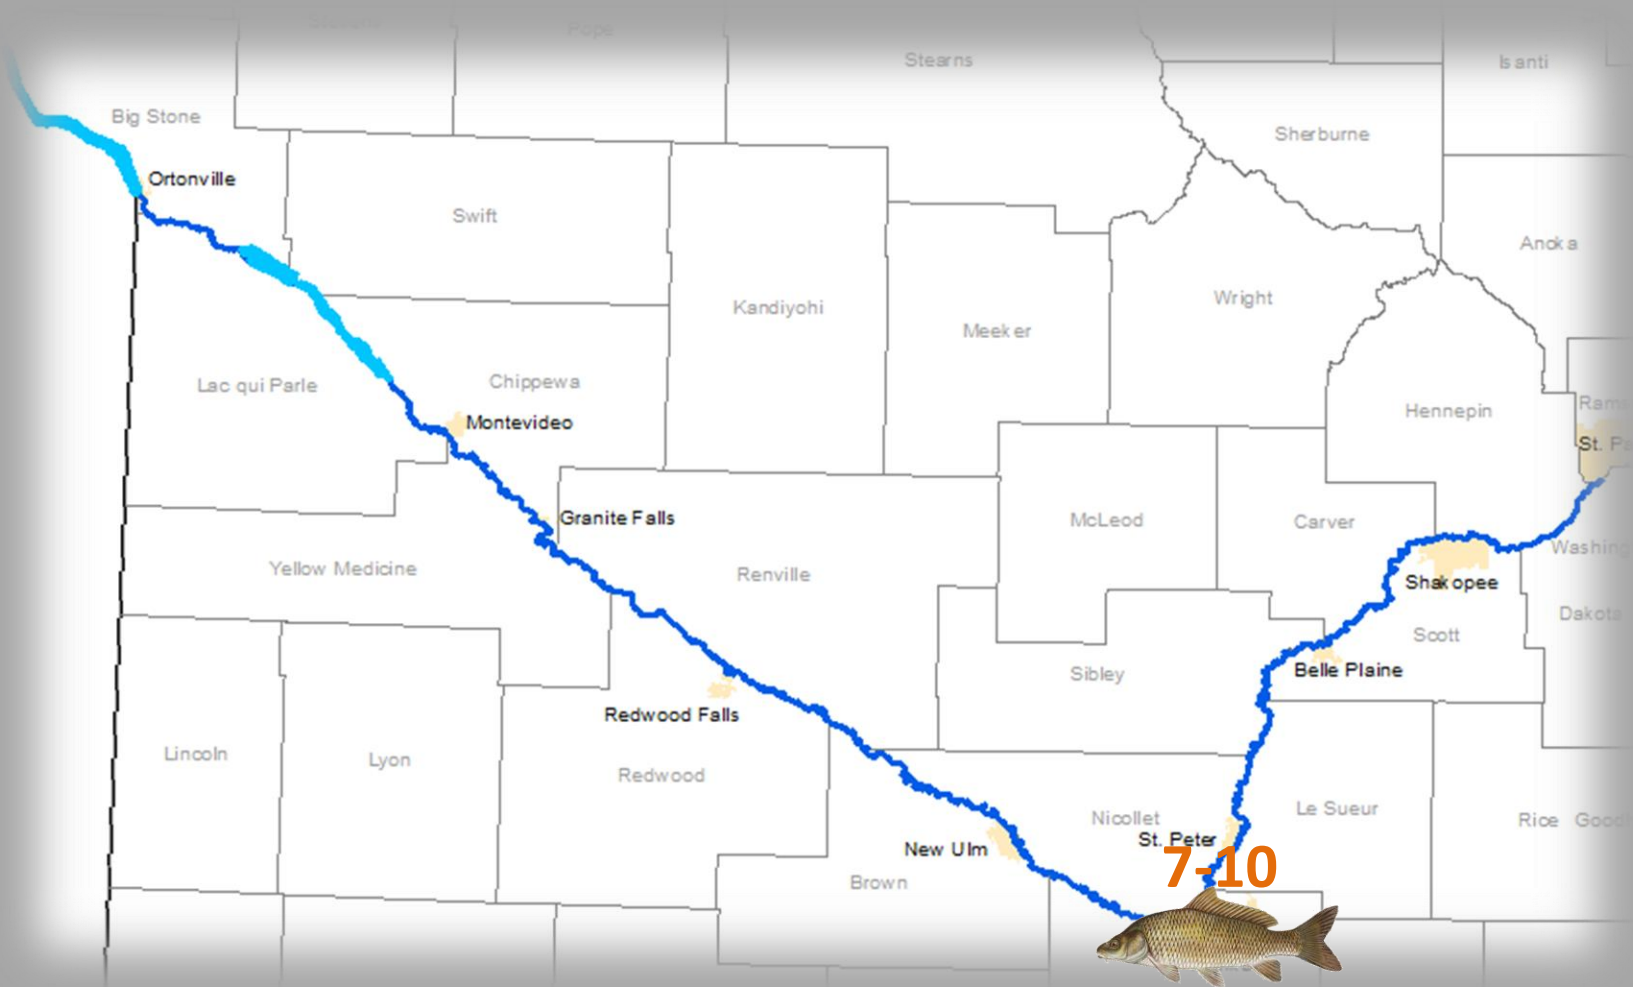 Pope
Stearns
Isanti
Big Stone
Sherburne
Ortonville
Swift
Anoka
Kandiyohi
Wright
Meeker
Lac qui Parle
Chippewa
Hennepin
Montevideo
Granite Falls
McLeod
Carver
Yellow Medicine
Renville
Shakopee
Scott
Dakota
Sibley
Belle Plaine
Redwood Falls
Lincoln
Lyon
Redwood
Nicollet
Le Sueur
Rice
St. Peter
New Ulm
7-10
Brown